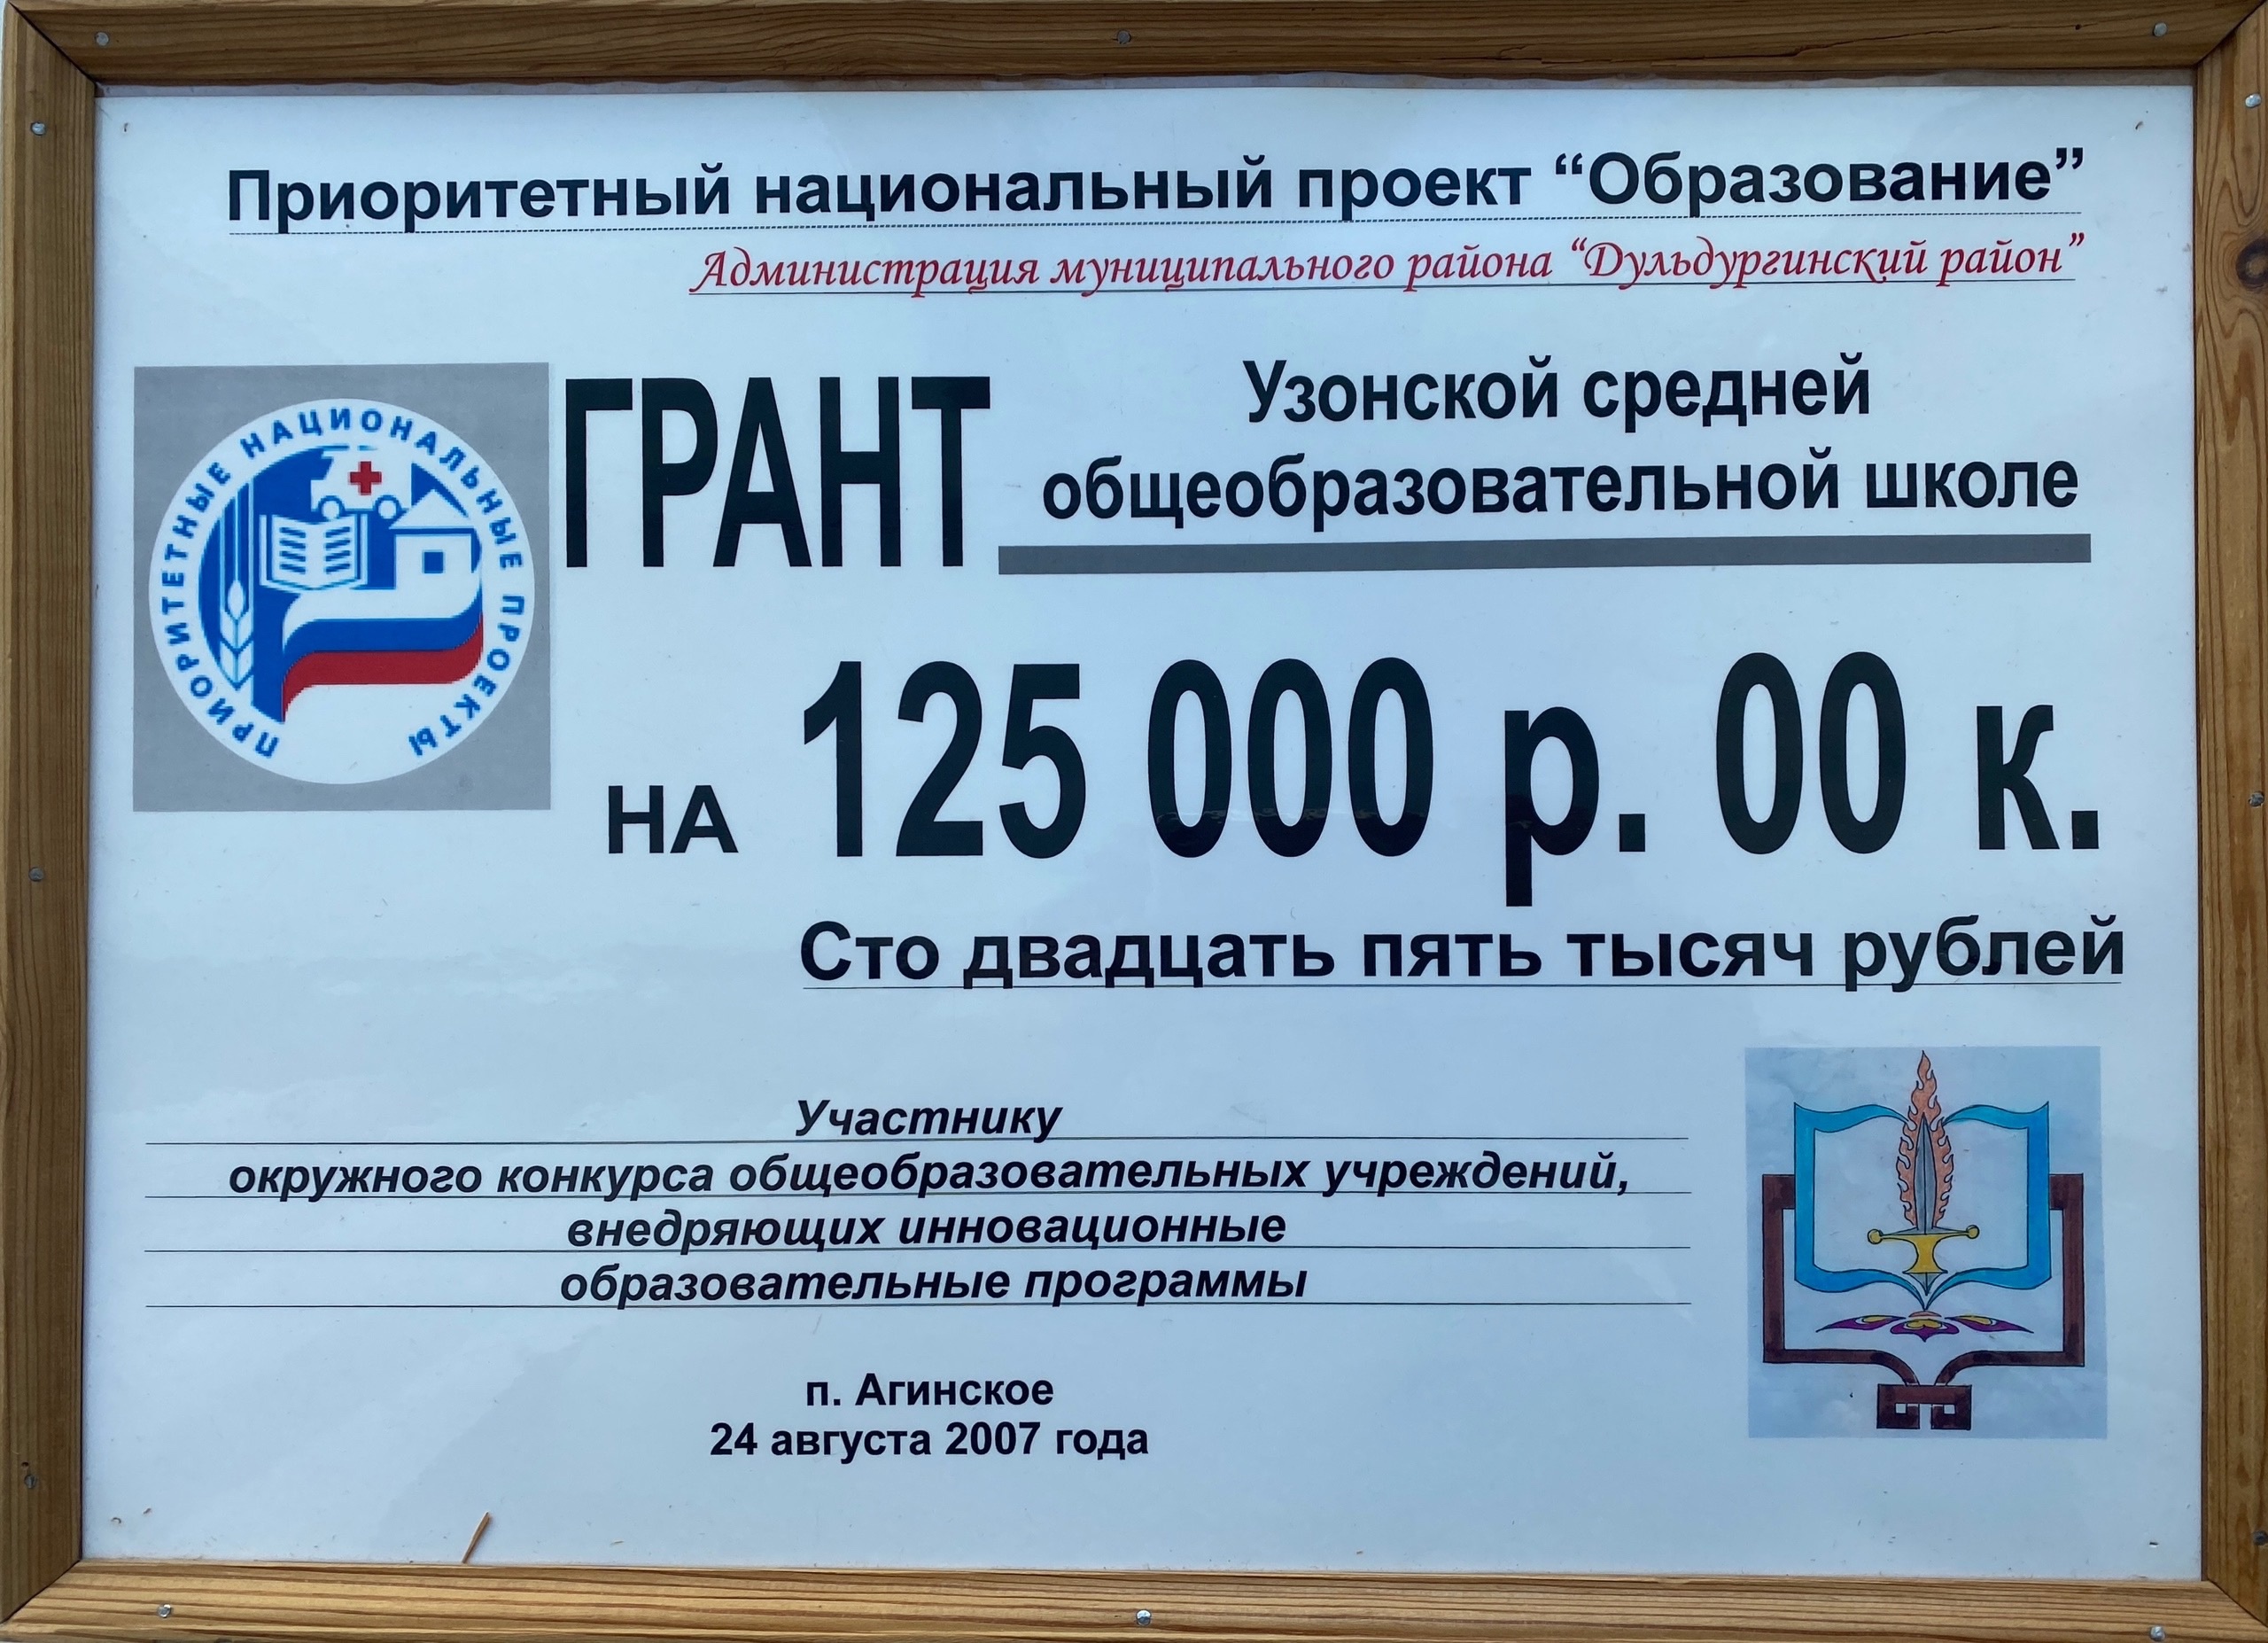 Приоритетный национальный проект “Образование”
Администрация муниципального района “Дульдургинский район”
ПРИОРИТЕТНЫЕ НАЦИОНАЛЬНЫЕ ПРОЕКТЫ
ГРАНТ
Узонской средней
общеобразовательной школе
НА 125 000 р. 00 к.
Сто двадцать пять тысяч рублей
Участнику
окружного конкурса общеобразовательных учреждений,
внедряющих инновационные
образовательные программы
п. Агинское
24 августа 2007 года